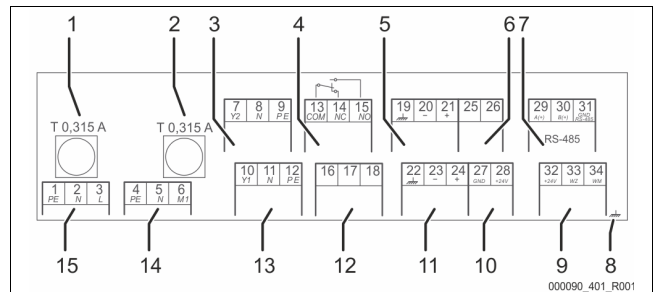 1 2 3 4 5 6 7
T 0,315 A T 0,315 A
7 8 9 13 14 15 19 20 21 25 26 29 30 31
Y2 N PE COM NC NO − + A(+) B(+) GND RS-485
RS-485
10 11 12 16 17 18 22 23 24 27 28 32 33 34
Y1 N PE − + GND +24V +24V WZ WM
1 2 3 4 5 6
PE N L PE N M1
15 14 13 12 11 10 9 8
000090_401_R001